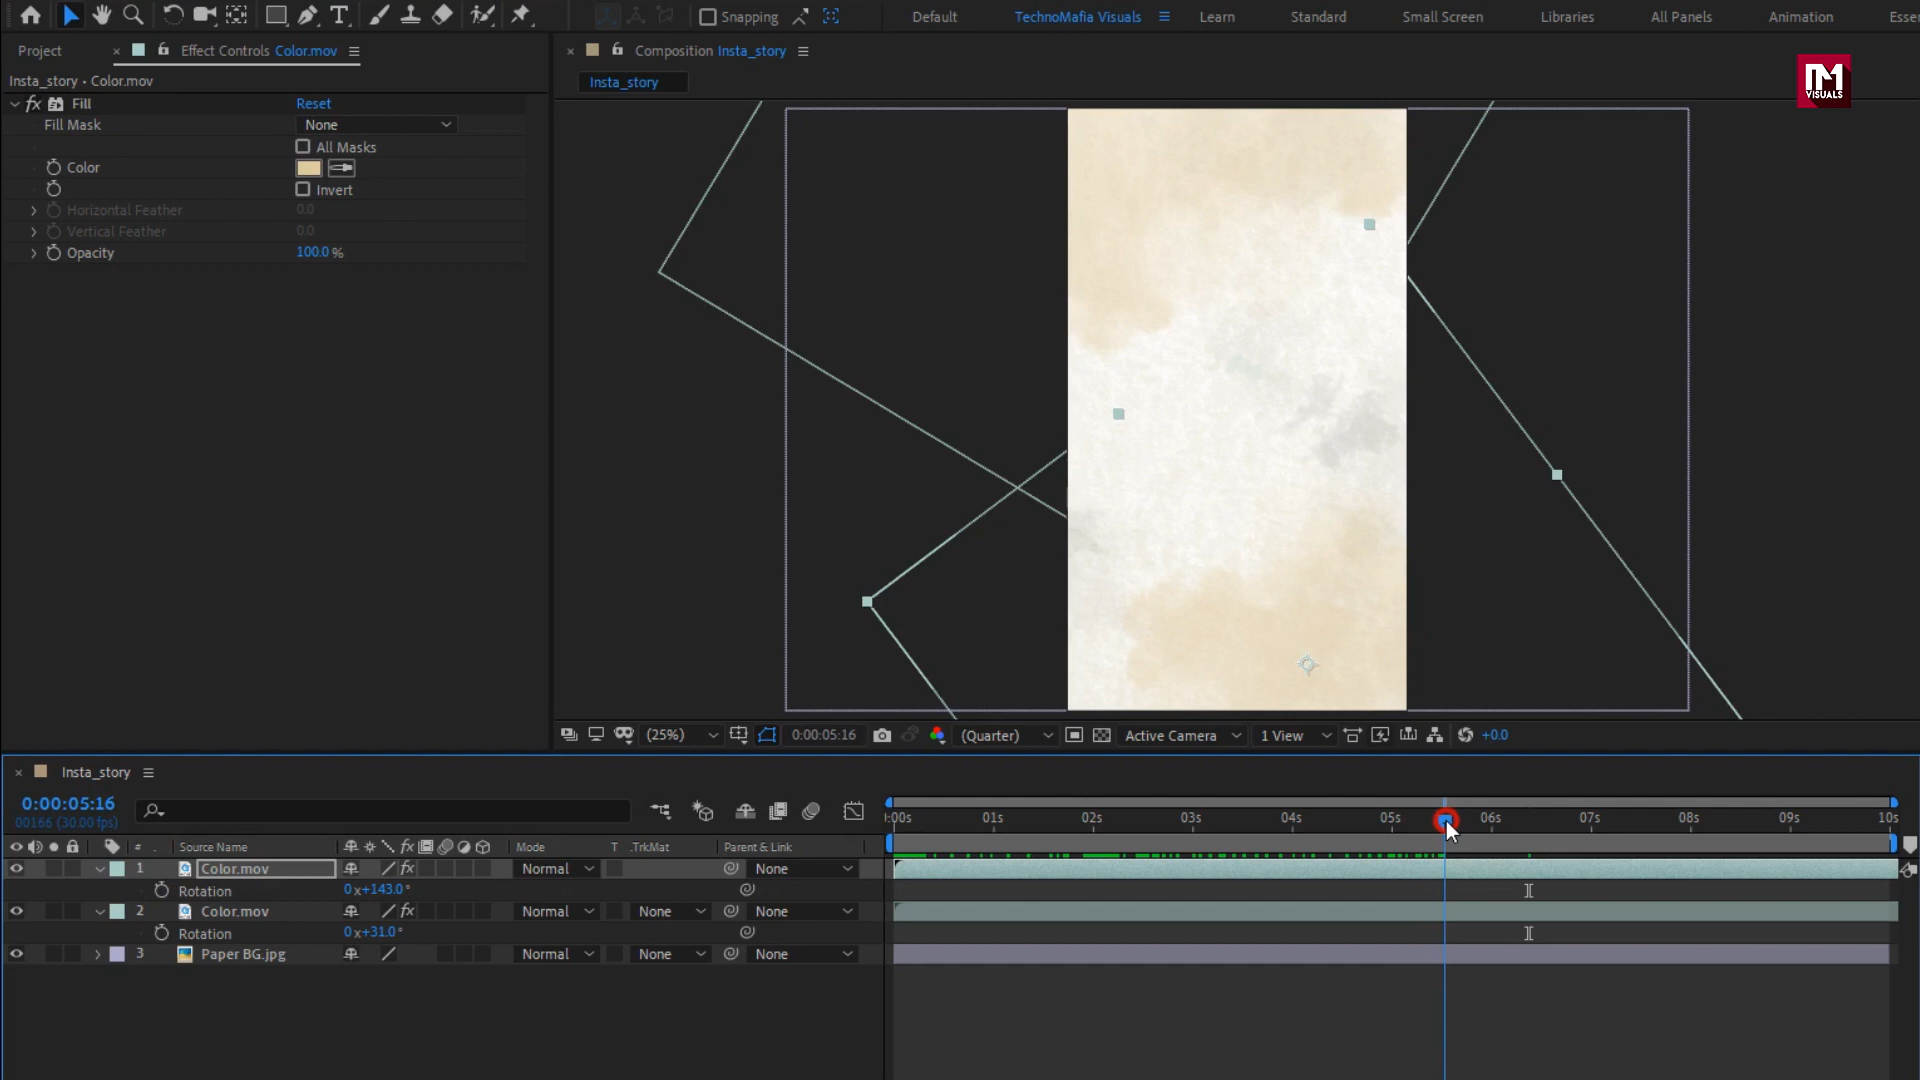 Snapping
Default
TechnoMafia Visuals
Learn
Standard
Small Screen
Libraries
All Panels
Animation
Project
Effect Controls Color.mov
Composition Insta_story
Insta_story
Insta_story • Color.mov
VISUALS
Fill
Reset
Fill Mask
None
All Masks
Color
Invert
Horizontal Feather
0.0
Vertical Feather
0.0
Opacity
100.0 %
(25%)
0:00:05:16
(Quarter)
Active Camera
1 View
+0.0
Insta_story
0:00:05:16
00166 (30.00 fps)
:00s 01s 02s 03s 04s 05s 06s 07s 08s 09s 10s
# Source Name fx Mode T .TrkMat Parent & Link
1 Color.mov fx Normal None
Rotation 0x+143.0°
2 Color.mov fx Normal None None
Rotation 0x+31.0°
3 Paper BG.jpg Normal None None